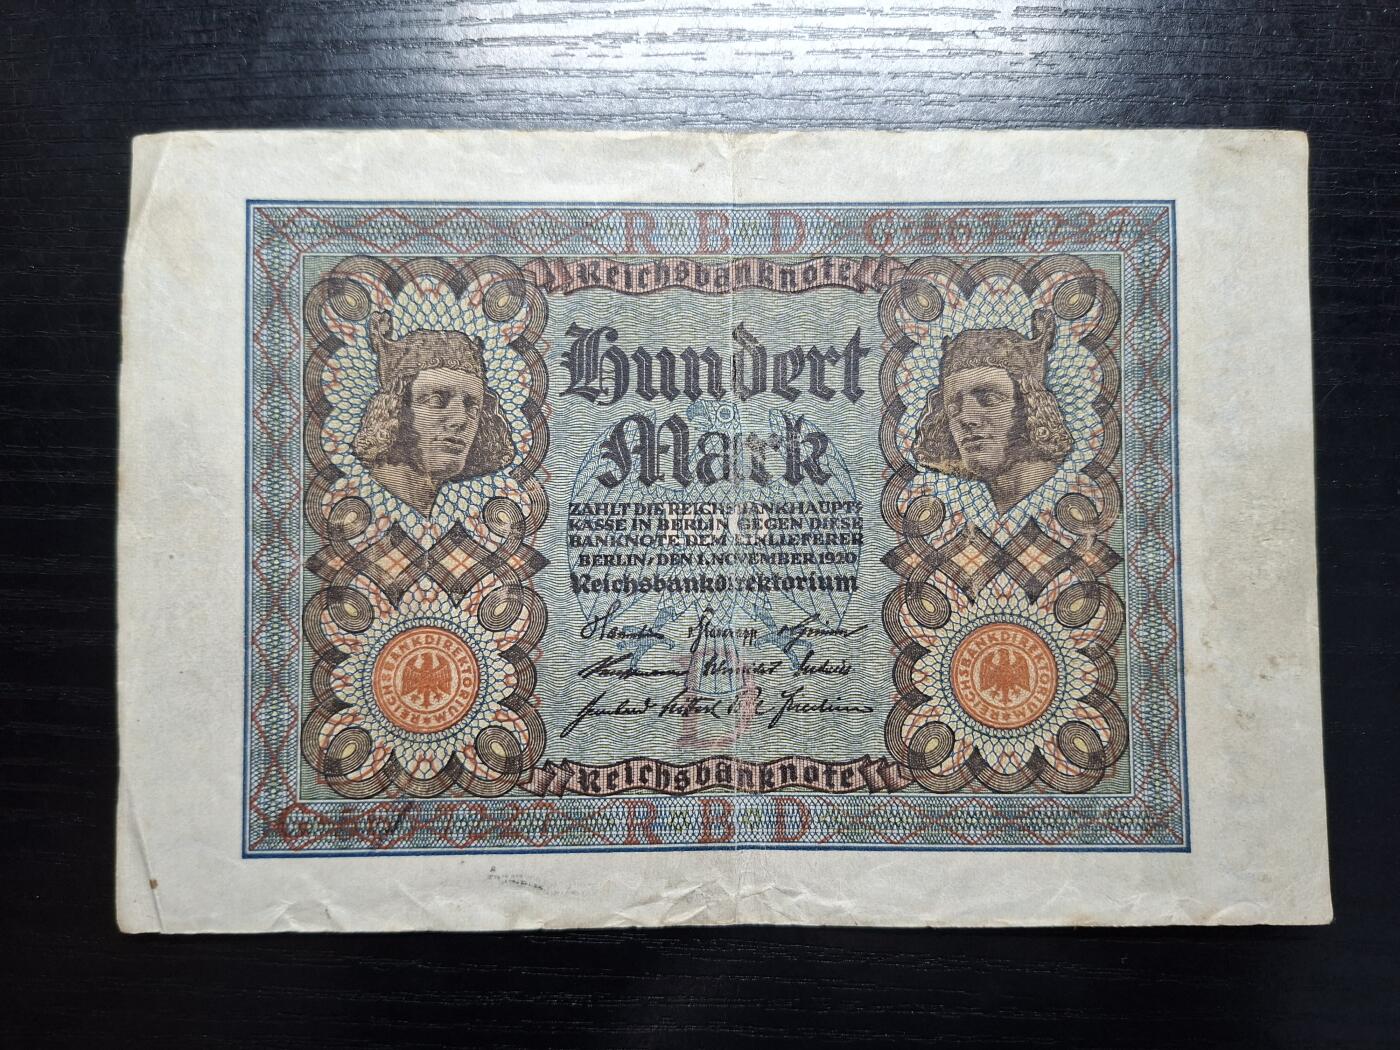 R B D G·5637227
Reichsbanknote
Hundert
Mark
ZAHLT DIE REICHSBANKHAUPT-
KASSE IN BERLIN GEGEN DIESE
BANKNOTE DEM EINLIEFERER
BERLIN, DEN 1. NOVEMBER 1920
Reichsbankdirektorium
REICHSBANKDIREKTORIUM
REICHSBANKDIREKTORIUM
Reichsbanknote
R B D